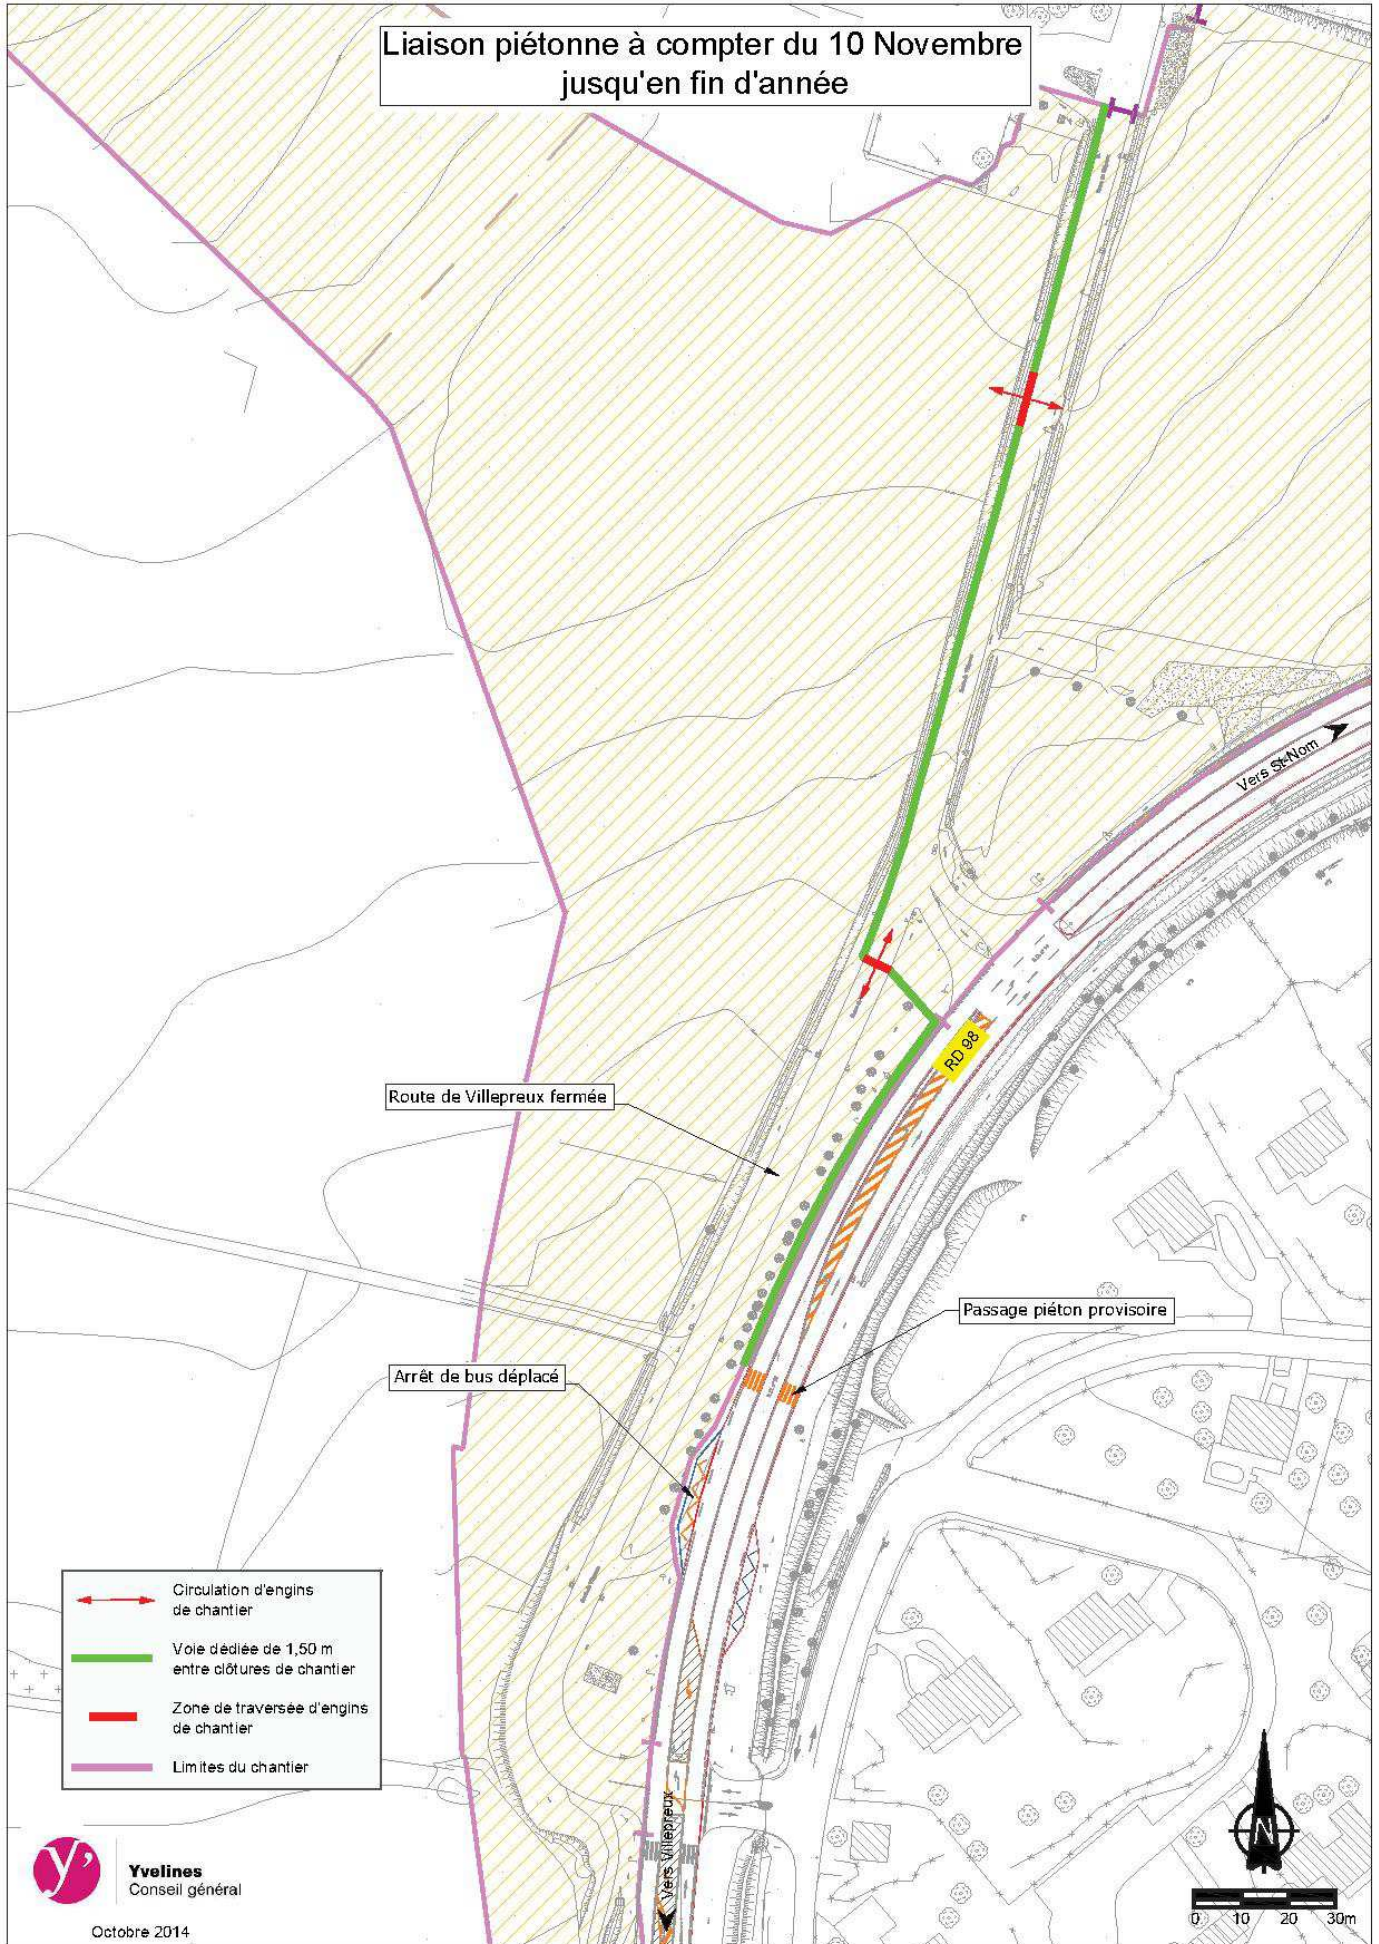 Liaison piétonne à compter du 10 Novembre
jusqu'en fin d'année
Vers St-Nom
RD 98
Route de Villepreux fermée
Passage piéton provisoire
Arrêt de bus déplacé
Circulation d'engins
de chantier
Voie dédiée de 1,50 m
entre clôtures de chantier
Zone de traversée d'engins
de chantier
Limites du chantier
Vers Villepreux
N
0 10 20 30m
y'
Yvelines
Conseil général
Octobre 2014